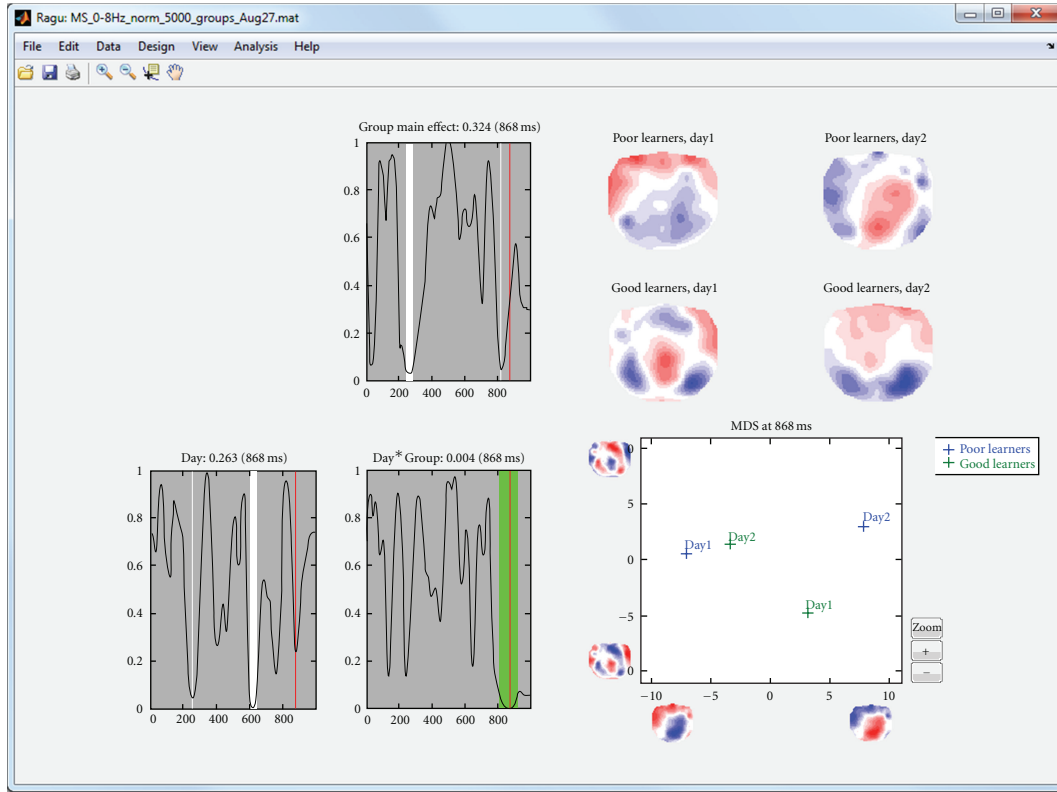 Ragu: MS_0-8Hz_norm_5000_groups_Aug27.mat
File Edit Data Design View Analysis Help
Group main effect: 0.324 (868 ms)
1
0.8
0.6
0.4
0.2
0
0 200 400 600 800
Poor learners, day1
Poor learners, day2
Good learners, day1
Good learners, day2
Day: 0.263 (868 ms)
1
0.8
0.6
0.4
0.2
0
0 200 400 600 800
Day* Group: 0.004 (868 ms)
1
0.8
0.6
0.4
0.2
0
0 200 400 600 800
MDS at 868 ms
0
5
0
−5
0
−10 −5 0 5 10
Day1
Day2
Day2
Day1
Poor learners
Good learners
Zoom
+
−